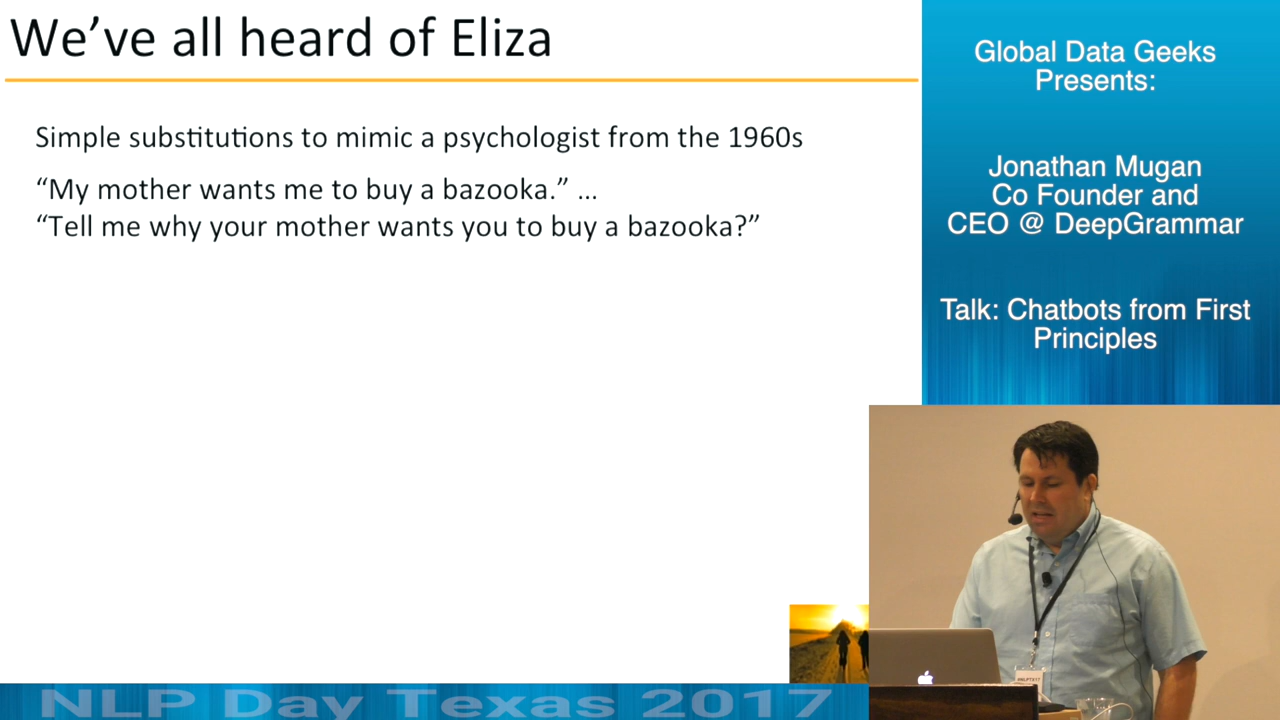 We've all heard of Eliza
Simple substitutions to mimic a psychologist from the 1960s
“My mother wants me to buy a bazooka.” ...
“Tell me why your mother wants you to buy a bazooka?”
Global Data Geeks
Presents:
Jonathan Mugan
Co Founder and
CEO @ DeepGrammar
Talk: Chatbots from First
Principles
NLP Day Texas 2017